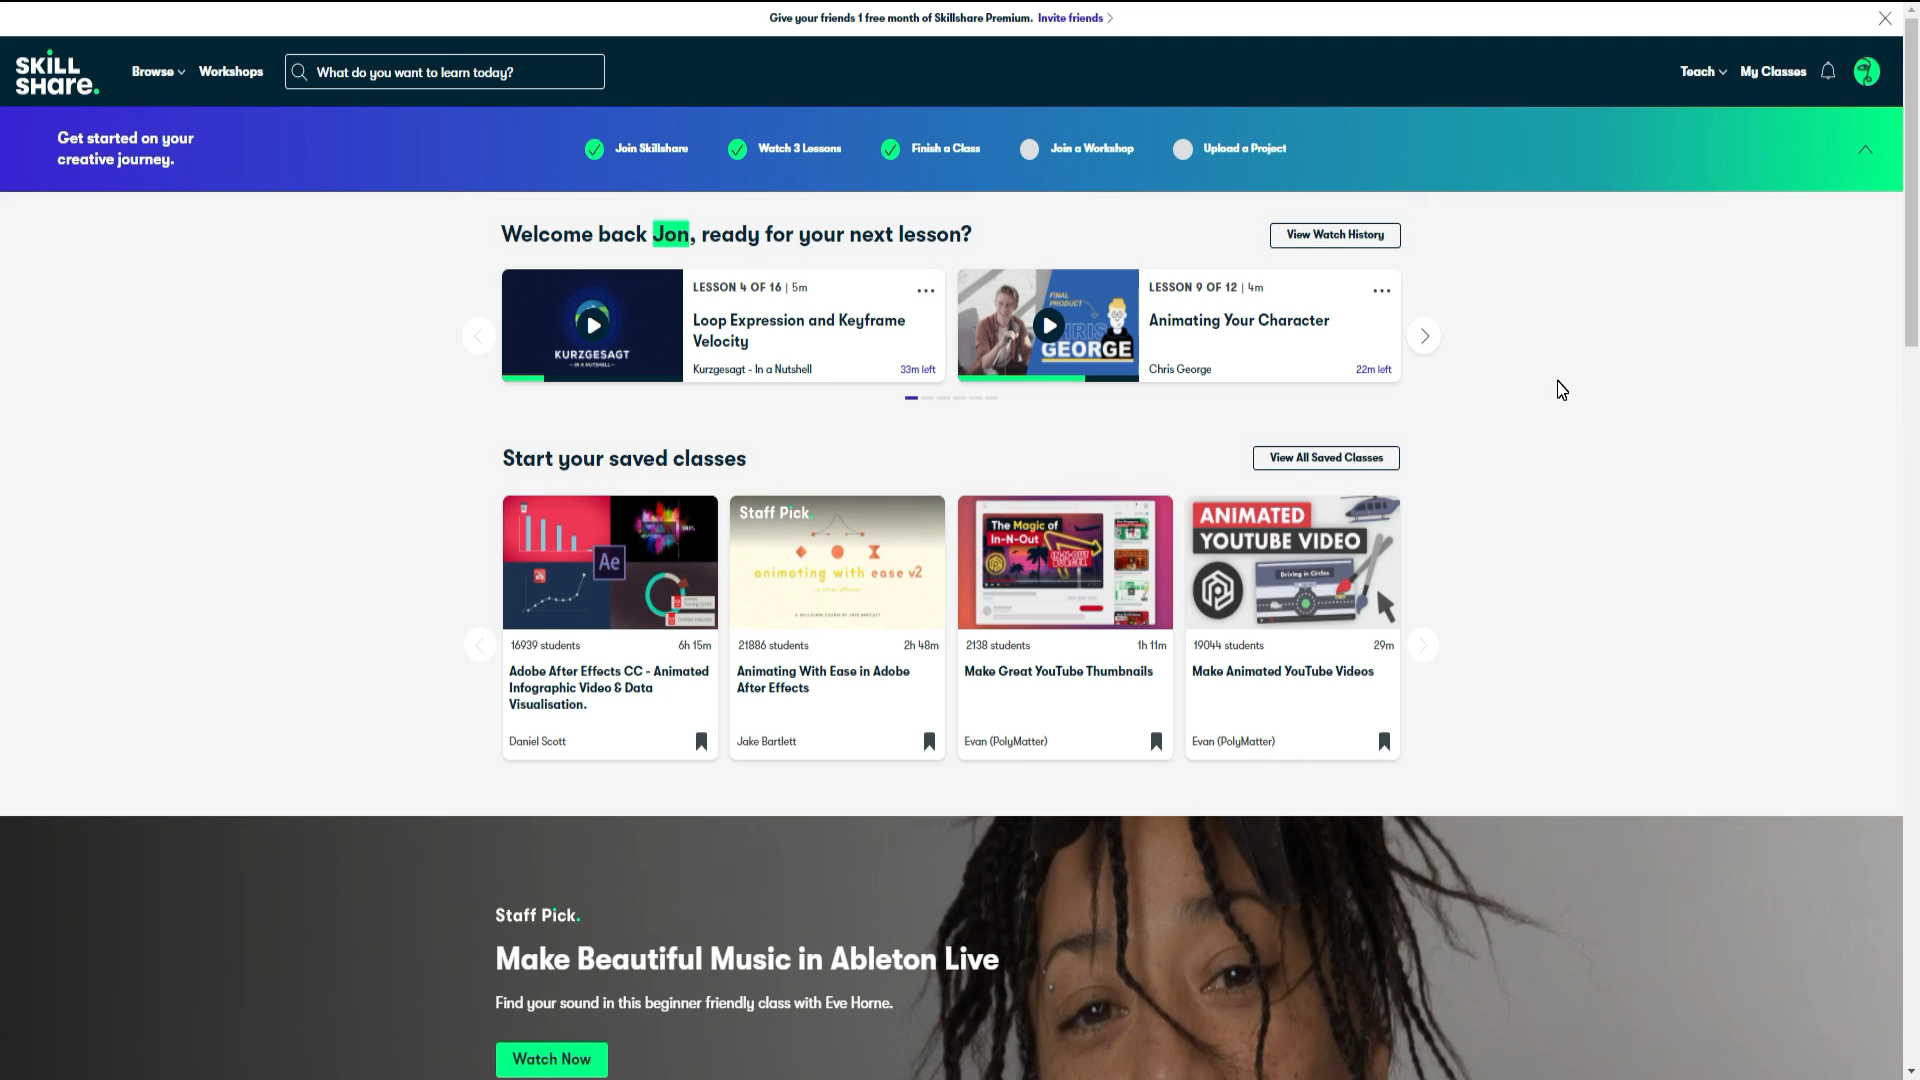 Give your friends 1 free month of Skillshare Premium. Invite friends
SKILL
SHARE.
Browse
Workshops
What do you want to learn today?
Teach
My Classes
Get started on your
creative journey.
Join Skillshare
Watch 3 Lessons
Finish a Class
Join a Workshop
Upload a Project
Welcome back Jon, ready for your next lesson?
View Watch History
KURZGESAGT
— IN A NUTSHELL —
LESSON 4 OF 16 | 5m
Loop Expression and Keyframe
Velocity
Kurzgesagt - In a Nutshell
33m left
FINAL
PRODUCT
CHRIS
GEORGE
LESSON 9 OF 12 | 4m
Animating Your Character
Chris George
22m left
Start your saved classes
View All Saved Classes
Ae
16939 students
6h 15m
Adobe After Effects CC - Animated
Infographic Video & Data
Visualisation.
Daniel Scott
Staff Pick.
animating with ease v2
in after effects
A SKILLSHARE COURSE BY JAKE BARTLETT
21886 students
2h 48m
Animating With Ease in Adobe
After Effects
Jake Bartlett
The Magic of
In-N-Out
IN-N-OUT
BURGER
2138 students
1h 11m
Make Great YouTube Thumbnails
Evan (PolyMatter)
ANIMATED
YOUTUBE VIDEO
Driving in Circles
19044 students
29m
Make Animated YouTube Videos
Evan (PolyMatter)
Staff Pick.
Make Beautiful Music in Ableton Live
Find your sound in this beginner friendly class with Eve Horne.
Watch Now